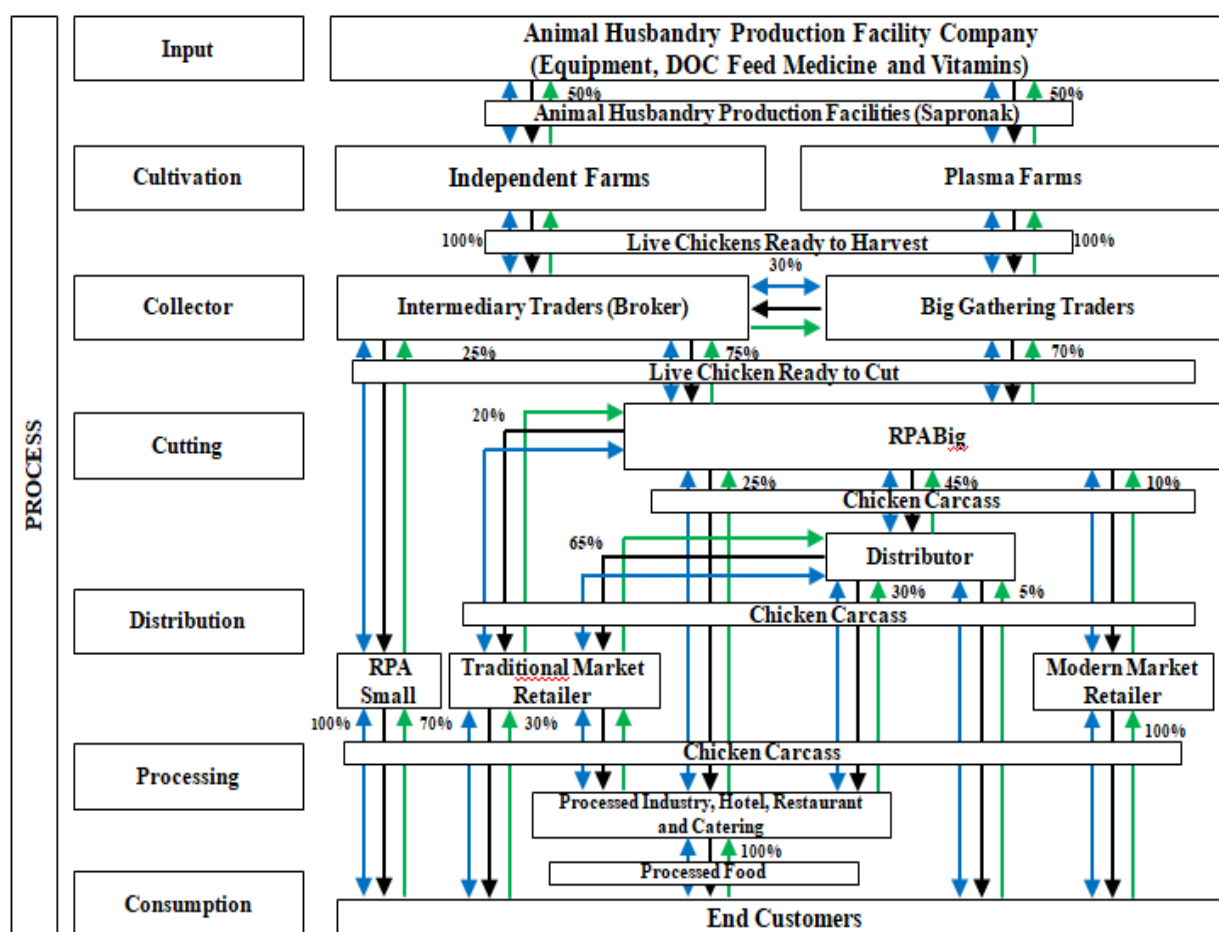 PROCESS
Input
Animal Husbandry Production Facility Company
(Equipment, DOC Feed Medicine and Vitamins)
50%
50%
Animal Husbandry Production Facilities (Sapronak)
Cultivation
Independent Farms
Plasma Farms
100%
Live Chickens Ready to Harvest
100%
30%
Collector
Intermediary Traders (Broker)
Big Gathering Traders
25%
75%
70%
Live Chicken Ready to Cut
20%
Cutting
RPABig
25%
45%
10%
Chicken Carcass
65%
Distributor
30%
5%
Distribution
Chicken Carcass
RPA
Small
Traditional Market
Retailer
Modern Market
Retailer
100%
70%
30%
100%
Chicken Carcass
Processing
Processed Industry, Hotel, Restaurant
and Catering
100%
Processed Food
Consumption
End Customers